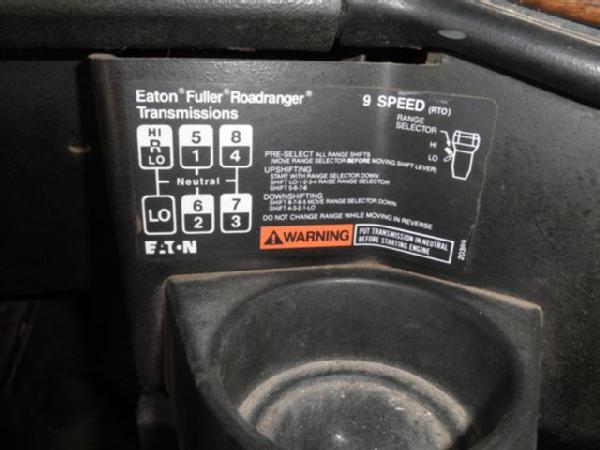 Eaton® Fuller® Roadranger®
Transmissions
9 SPEED (RTO)
RANGE
SELECTOR
HI
LO
HI
R
LO
5
1
8
4
Neutral
LO
6
2
7
3
EATON
PRE-SELECT ALL RANGE SHIFTS
(MOVE RANGE SELECTOR BEFORE MOVING SHIFT LEVER)
UPSHIFTING
START WITH RANGE SELECTOR DOWN
SHIFT LO-1-2-3-4 RAISE RANGE SELECTOR
SHIFT 5-6-7-8
DOWNSHIFTING
SHIFT 8-7-6-5 MOVE RANGE SELECTOR DOWN
SHIFT 4-3-2-1-LO
DO NOT CHANGE RANGE WHILE MOVING IN REVERSE
WARNING
PUT TRANSMISSION IN NEUTRAL
BEFORE STARTING ENGINE